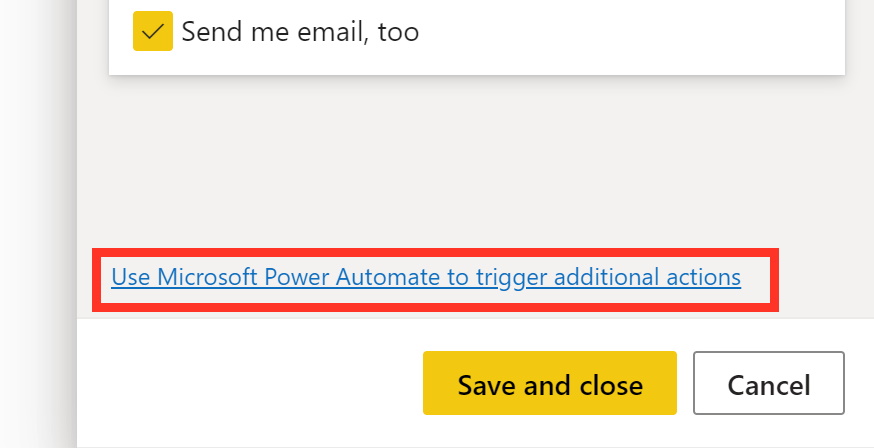 Send me email, too
Use Microsoft Power Automate to trigger additional actions
Save and close
Cancel